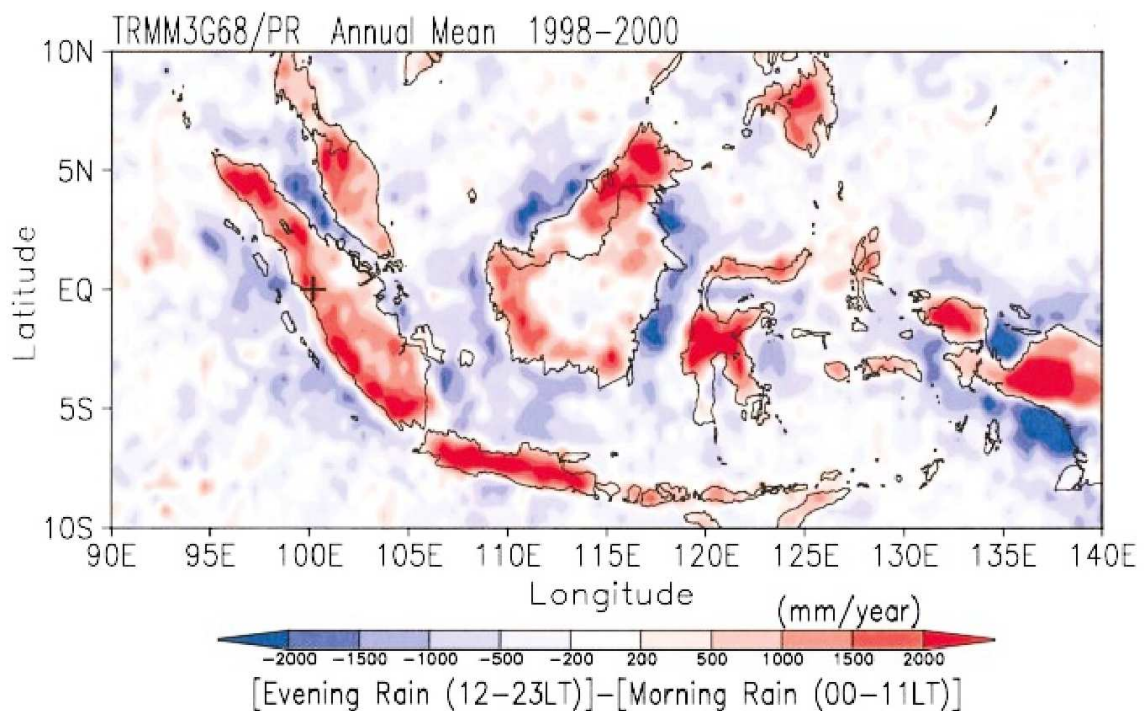 TRMM3G68/PR Annual Mean 1998-2000
10N
5N
EQ
5S
10S
Latitude
90E 95E 100E 105E 110E 115E 120E 125E 130E 135E 140E
Longitude
(mm/year)
-2000 -1500 -1000 -500 -200 200 500 1000 1500 2000
[Evening Rain (12-23LT)]-[Morning Rain (00-11LT)]